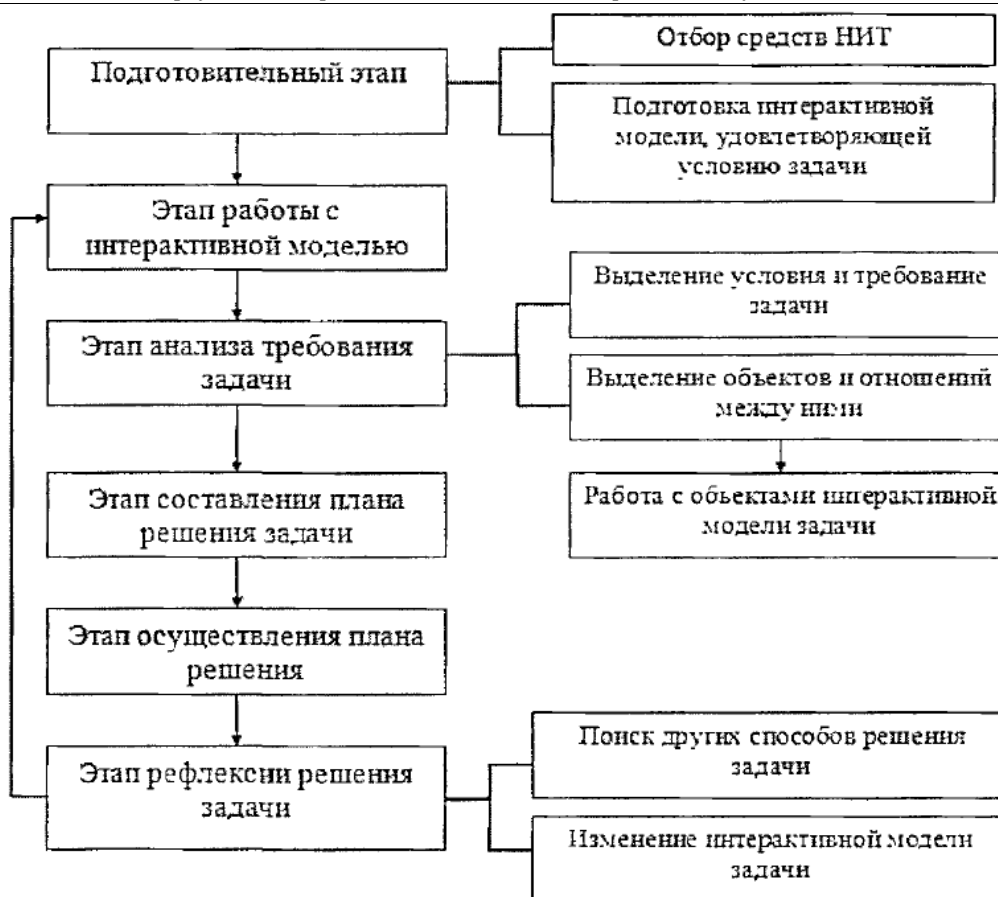 Подготовительный этап
Отбор средств НИТ
Подготовка интерактивной
модели, удовлетворяющей
условию задачи
Этап работы с
интерактивной моделью
Этап анализа требования
задачи
Выделение условия и требование
задачи
Выделение объектов и отношений
между ними
Работа с объектами интерактивной
модели задачи
Этап составления плана
решения задачи
Этап осуществления плана
решения
Этап рефлексии решения
задачи
Поиск других способов решения
задачи
Изменение интерактивной модели
задачи